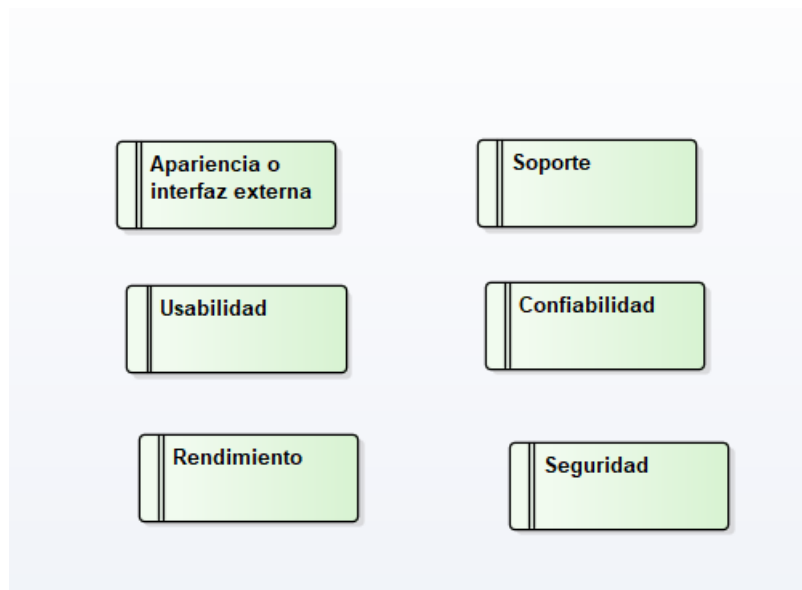 Apariencia o
interfaz externa
Soporte
Usabilidad
Confiabilidad
Rendimiento
Seguridad